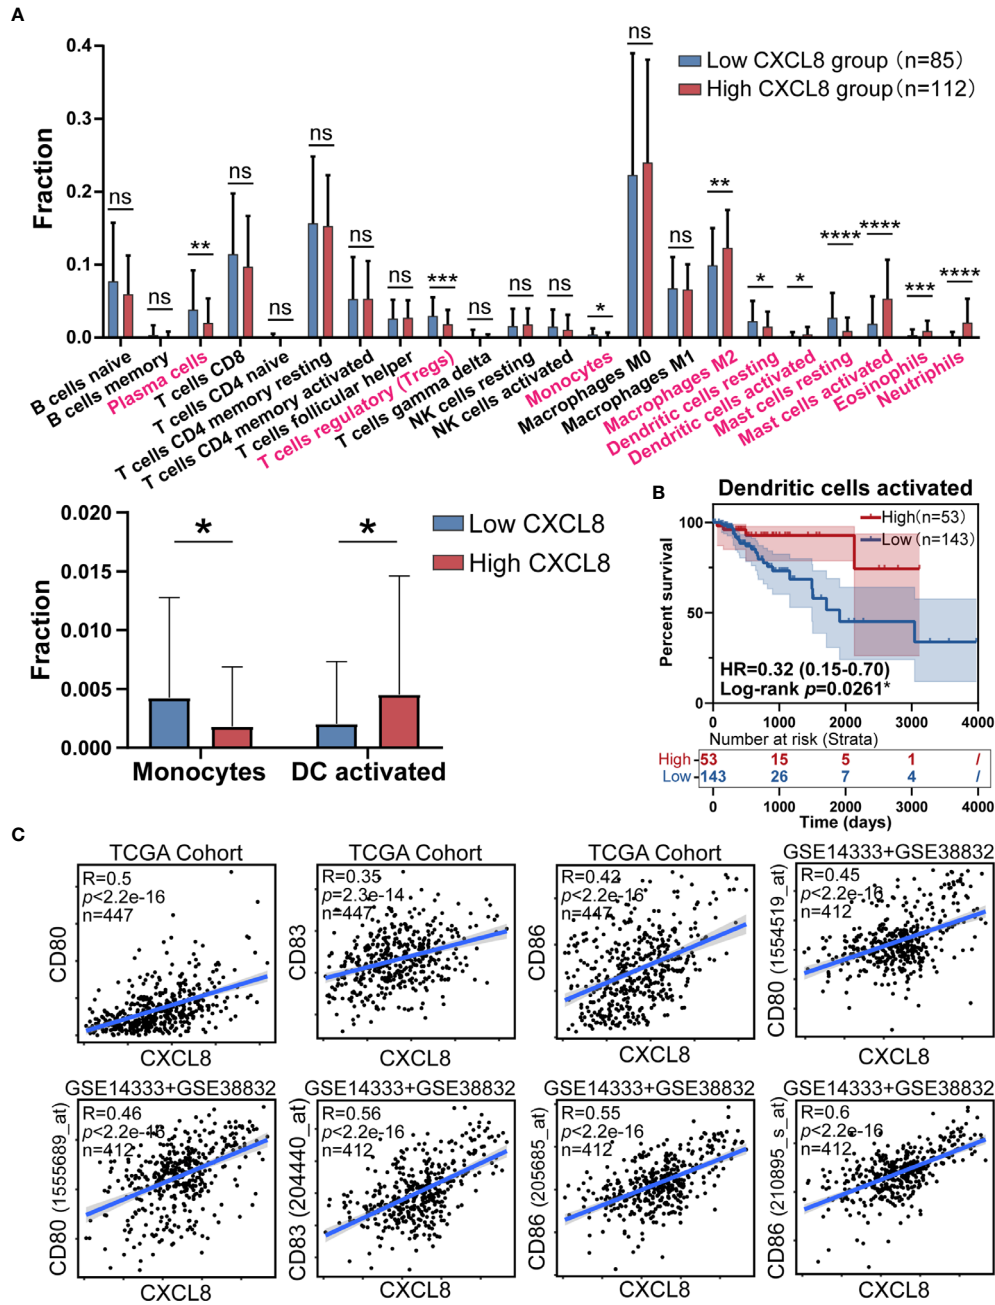 A
Fraction
0.4
0.3
0.2
0.1
0.0
Low CXCL8 group (n=85)
High CXCL8 group (n=112)
ns
ns
**
ns
ns
ns
ns
ns
***
ns
ns
ns
*
ns
ns
**
*
*
****
****
***
****
B cells naive
B cells memory
Plasma cells
T cells CD8
T cells CD4 naive
T cells CD4 memory resting
T cells CD4 memory activated
T cells follicular helper
T cells regulatory (Tregs)
T cells gamma delta
NK cells resting
NK cells activated
Monocytes
Macrophages M0
Macrophages M1
Macrophages M2
Dendritic cells resting
Dendritic cells activated
Mast cells resting
Mast cells activated
Eosinophils
Neutriphils
Fraction
0.020
0.015
0.010
0.005
0.000
*
*
Low CXCL8
High CXCL8
Monocytes
DC activated
B
Dendritic cells activated
Percent survival
100
50
0
High(n=53)
Low (n=143)
HR=0.32 (0.15-0.70)
Log-rank p=0.0261*
0 1000 2000 3000 4000
Number at risk (Strata)
High 53 15 5 1 /
Low 143 26 7 4 /
0 1000 2000 3000 4000
Time (days)
C
TCGA Cohort
R=0.5
p<2.2e-16
n=447
CD80
CXCL8
TCGA Cohort
R=0.35
p=2.3e-14
n=447
CD83
CXCL8
TCGA Cohort
R=0.42
p<2.2e-16
n=447
CD86
CXCL8
GSE14333+GSE38832
R=0.45
p<2.2e-16
n=412
CD80 (1554519_at)
CXCL8
GSE14333+GSE38832
R=0.46
p<2.2e-16
n=412
CD80 (1555689_at)
CXCL8
GSE14333+GSE38832
R=0.56
p<2.2e-16
n=412
CD83 (204440_at)
CXCL8
GSE14333+GSE38832
R=0.55
p<2.2e-16
n=412
CD86 (205685_at)
CXCL8
GSE14333+GSE38832
R=0.6
p<2.2e-16
n=412
CD86 (210895_s_at)
CXCL8